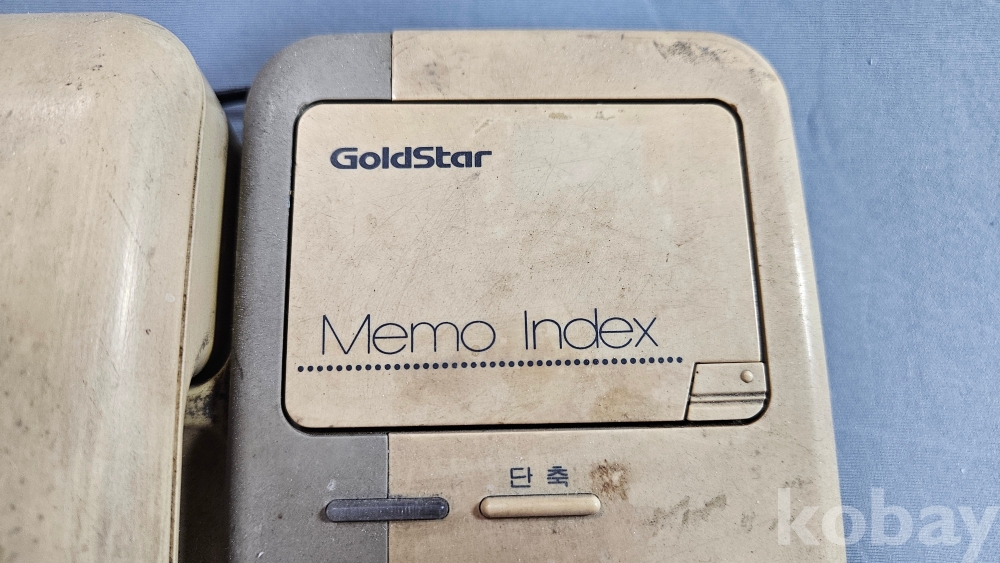 GoldStar
Memo Index
단 축
kobay